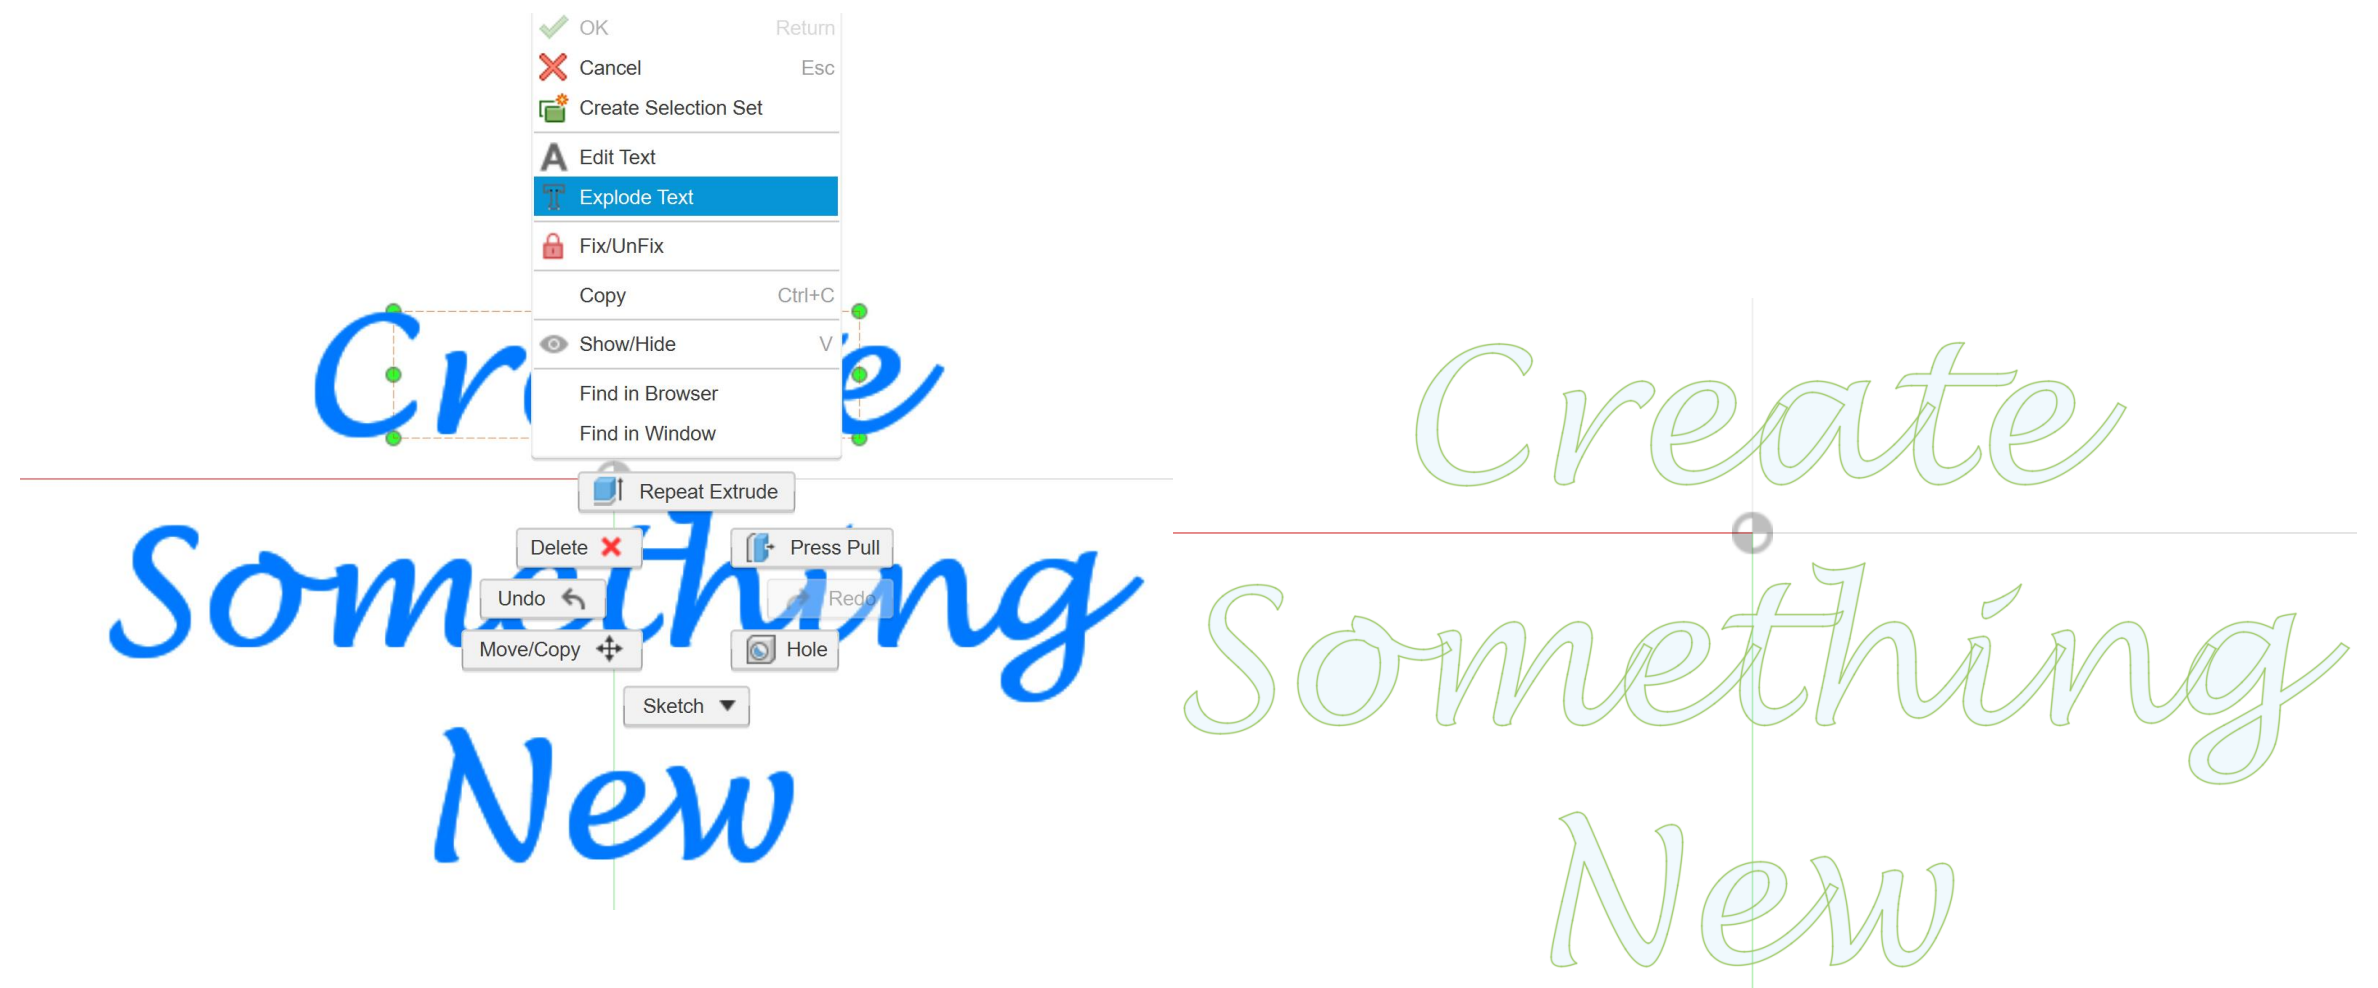 OK Return
Cancel Esc
Create Selection Set
Edit Text
Explode Text
Fix/UnFix
Copy Ctrl+C
Show/Hide V
Find in Browser
Find in Window
Repeat Extrude
Delete
Press Pull
Undo
Redo
Move/Copy
Hole
Sketch
Create
Something
New
Create
Something
New